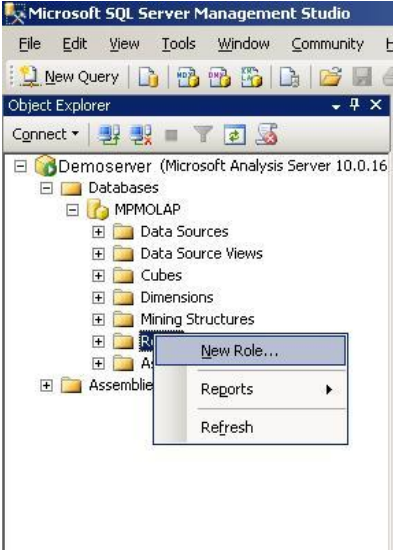 Microsoft SQL Server Management Studio
File Edit View Tools Window Community
New Query
Object Explorer
Connect
Demoserver (Microsoft Analysis Server 10.0.16
Databases
MPMOLAP
Data Sources
Data Source Views
Cubes
Dimensions
Mining Structures
New Role...
Assemblie
Reports
Refresh